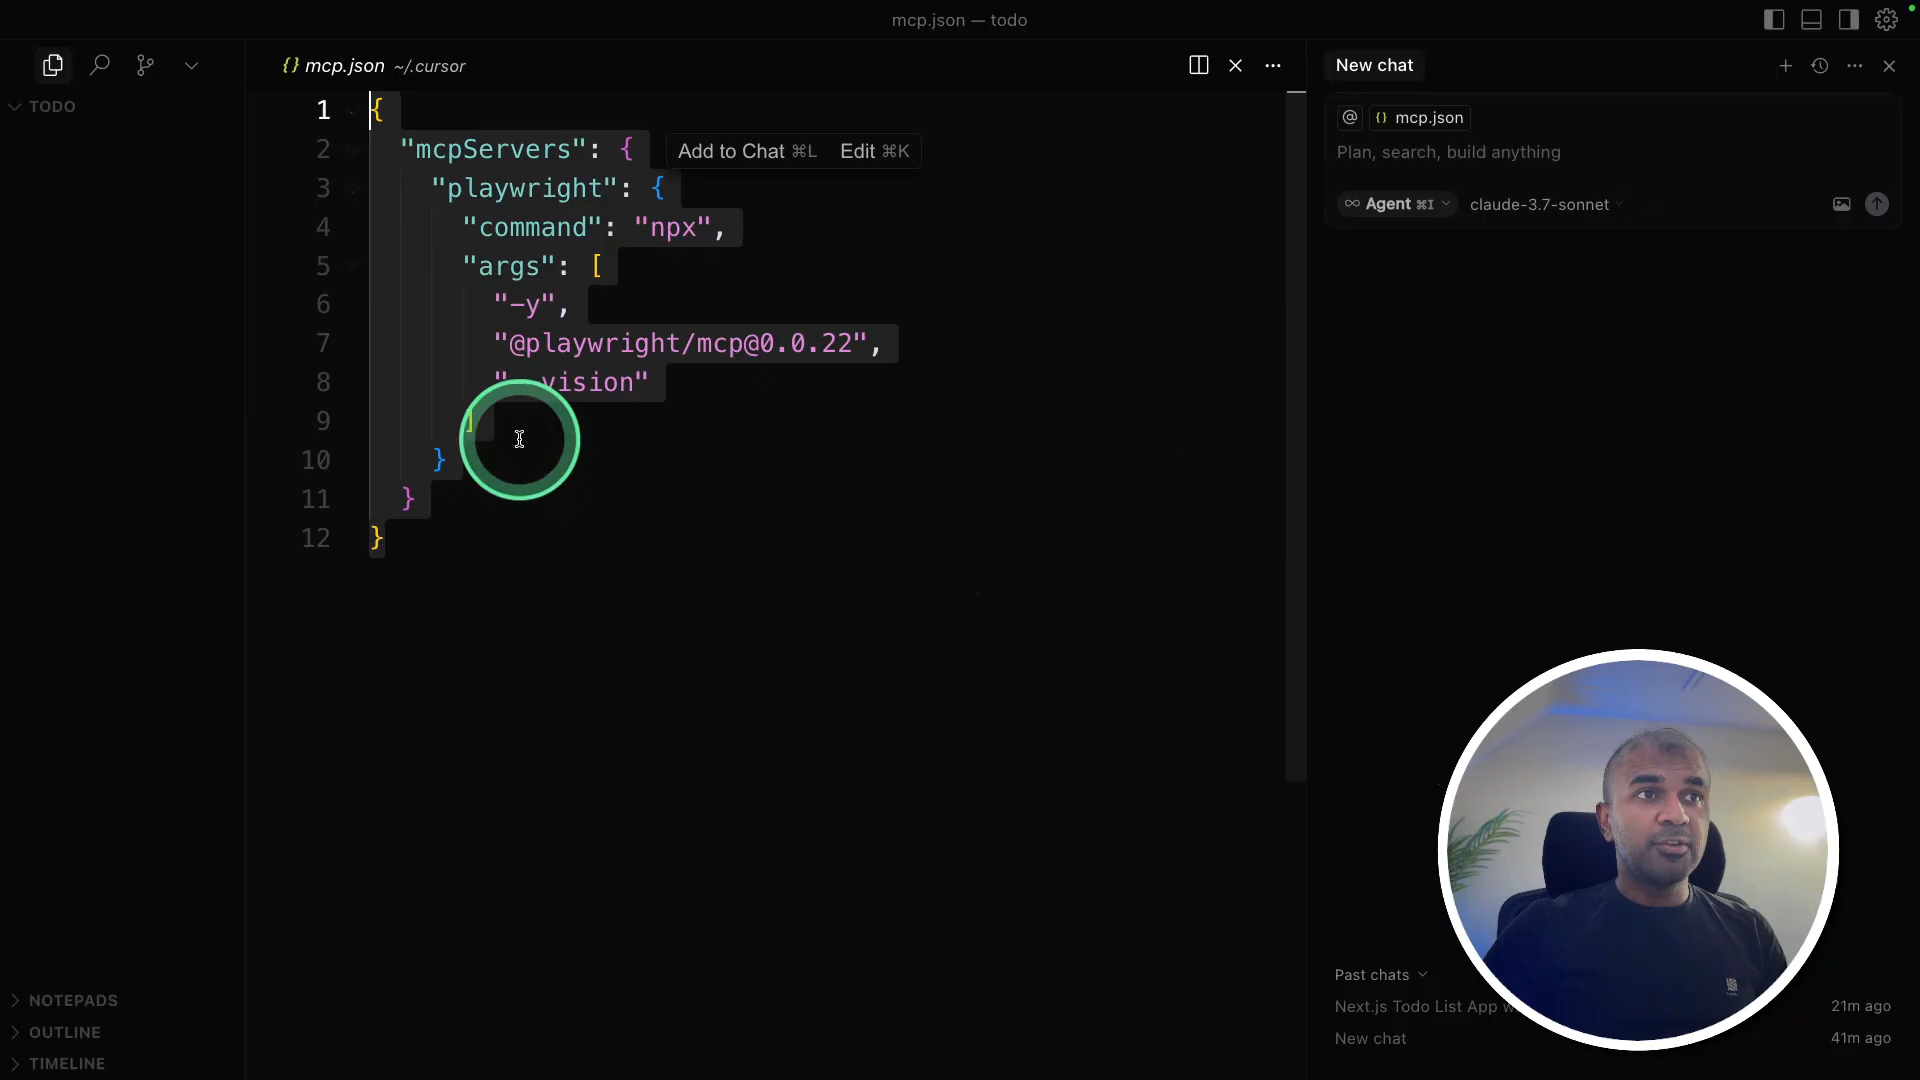 mcp.json — todo
{} mcp.json ~/.cursor
New chat
TODO
1 {
2 "mcpServers": {
Add to Chat ⌘L Edit ⌘K
3 "playwright": {
4 "command": "npx",
5 "args": [
6 "-y",
7 "@playwright/mcp@0.0.22",
8 vision"
9 ]
10 }
11 }
12 }
@ {} mcp.json
Plan, search, build anything
∞ Agent ⌘I claude-3.7-sonnet
Past chats
Next.js Todo List App 21m ago
New chat 41m ago
NOTEPADS
OUTLINE
TIMELINE